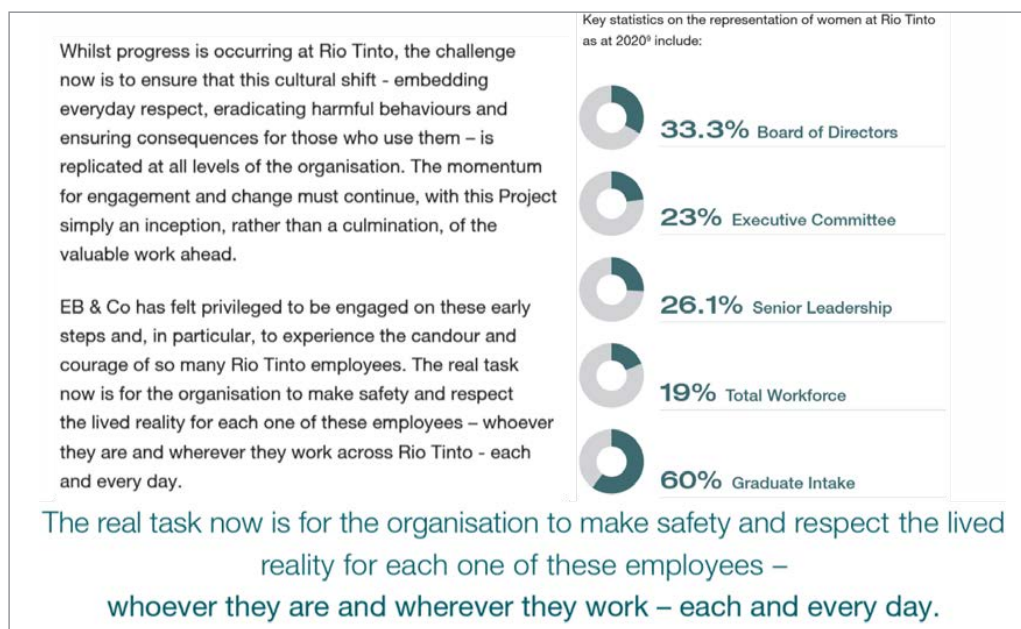 Whilst progress is occurring at Rio Tinto, the challenge
now is to ensure that this cultural shift - embedding
everyday respect, eradicating harmful behaviours and
ensuring consequences for those who use them – is
replicated at all levels of the organisation. The momentum
for engagement and change must continue, with this Project
simply an inception, rather than a culmination, of the
valuable work ahead.
EB & Co has felt privileged to be engaged on these early
steps and, in particular, to experience the candour and
courage of so many Rio Tinto employees. The real task
now is for the organisation to make safety and respect
the lived reality for each one of these employees – whoever
they are and wherever they work across Rio Tinto - each
and every day.
Key statistics on the representation of women at Rio Tinto
as at 2020⁹ include:
33.3% Board of Directors
23% Executive Committee
26.1% Senior Leadership
19% Total Workforce
60% Graduate Intake
The real task now is for the organisation to make safety and respect the lived
reality for each one of these employees –
whoever they are and wherever they work – each and every day.